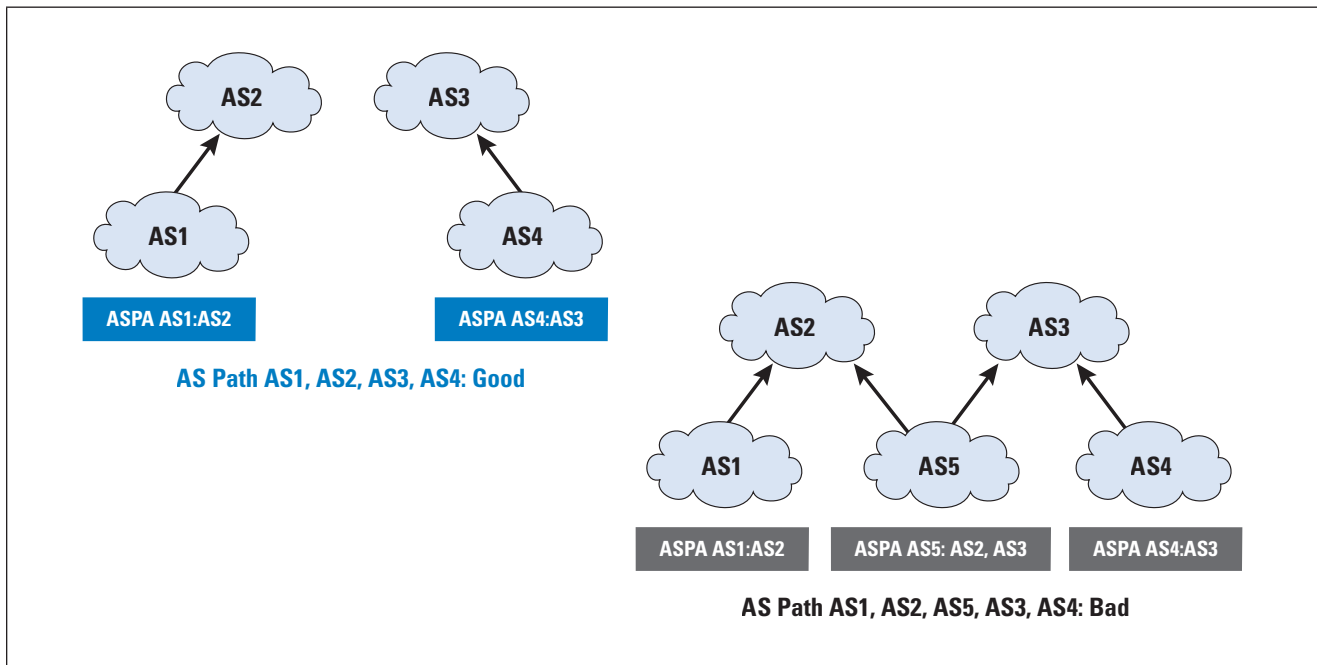 AS2
AS3
AS1
AS4
ASPA AS1:AS2
ASPA AS4:AS3
AS Path AS1, AS2, AS3, AS4: Good
AS2
AS3
AS1
AS5
AS4
ASPA AS1:AS2
ASPA AS5: AS2, AS3
ASPA AS4:AS3
AS Path AS1, AS2, AS5, AS3, AS4: Bad